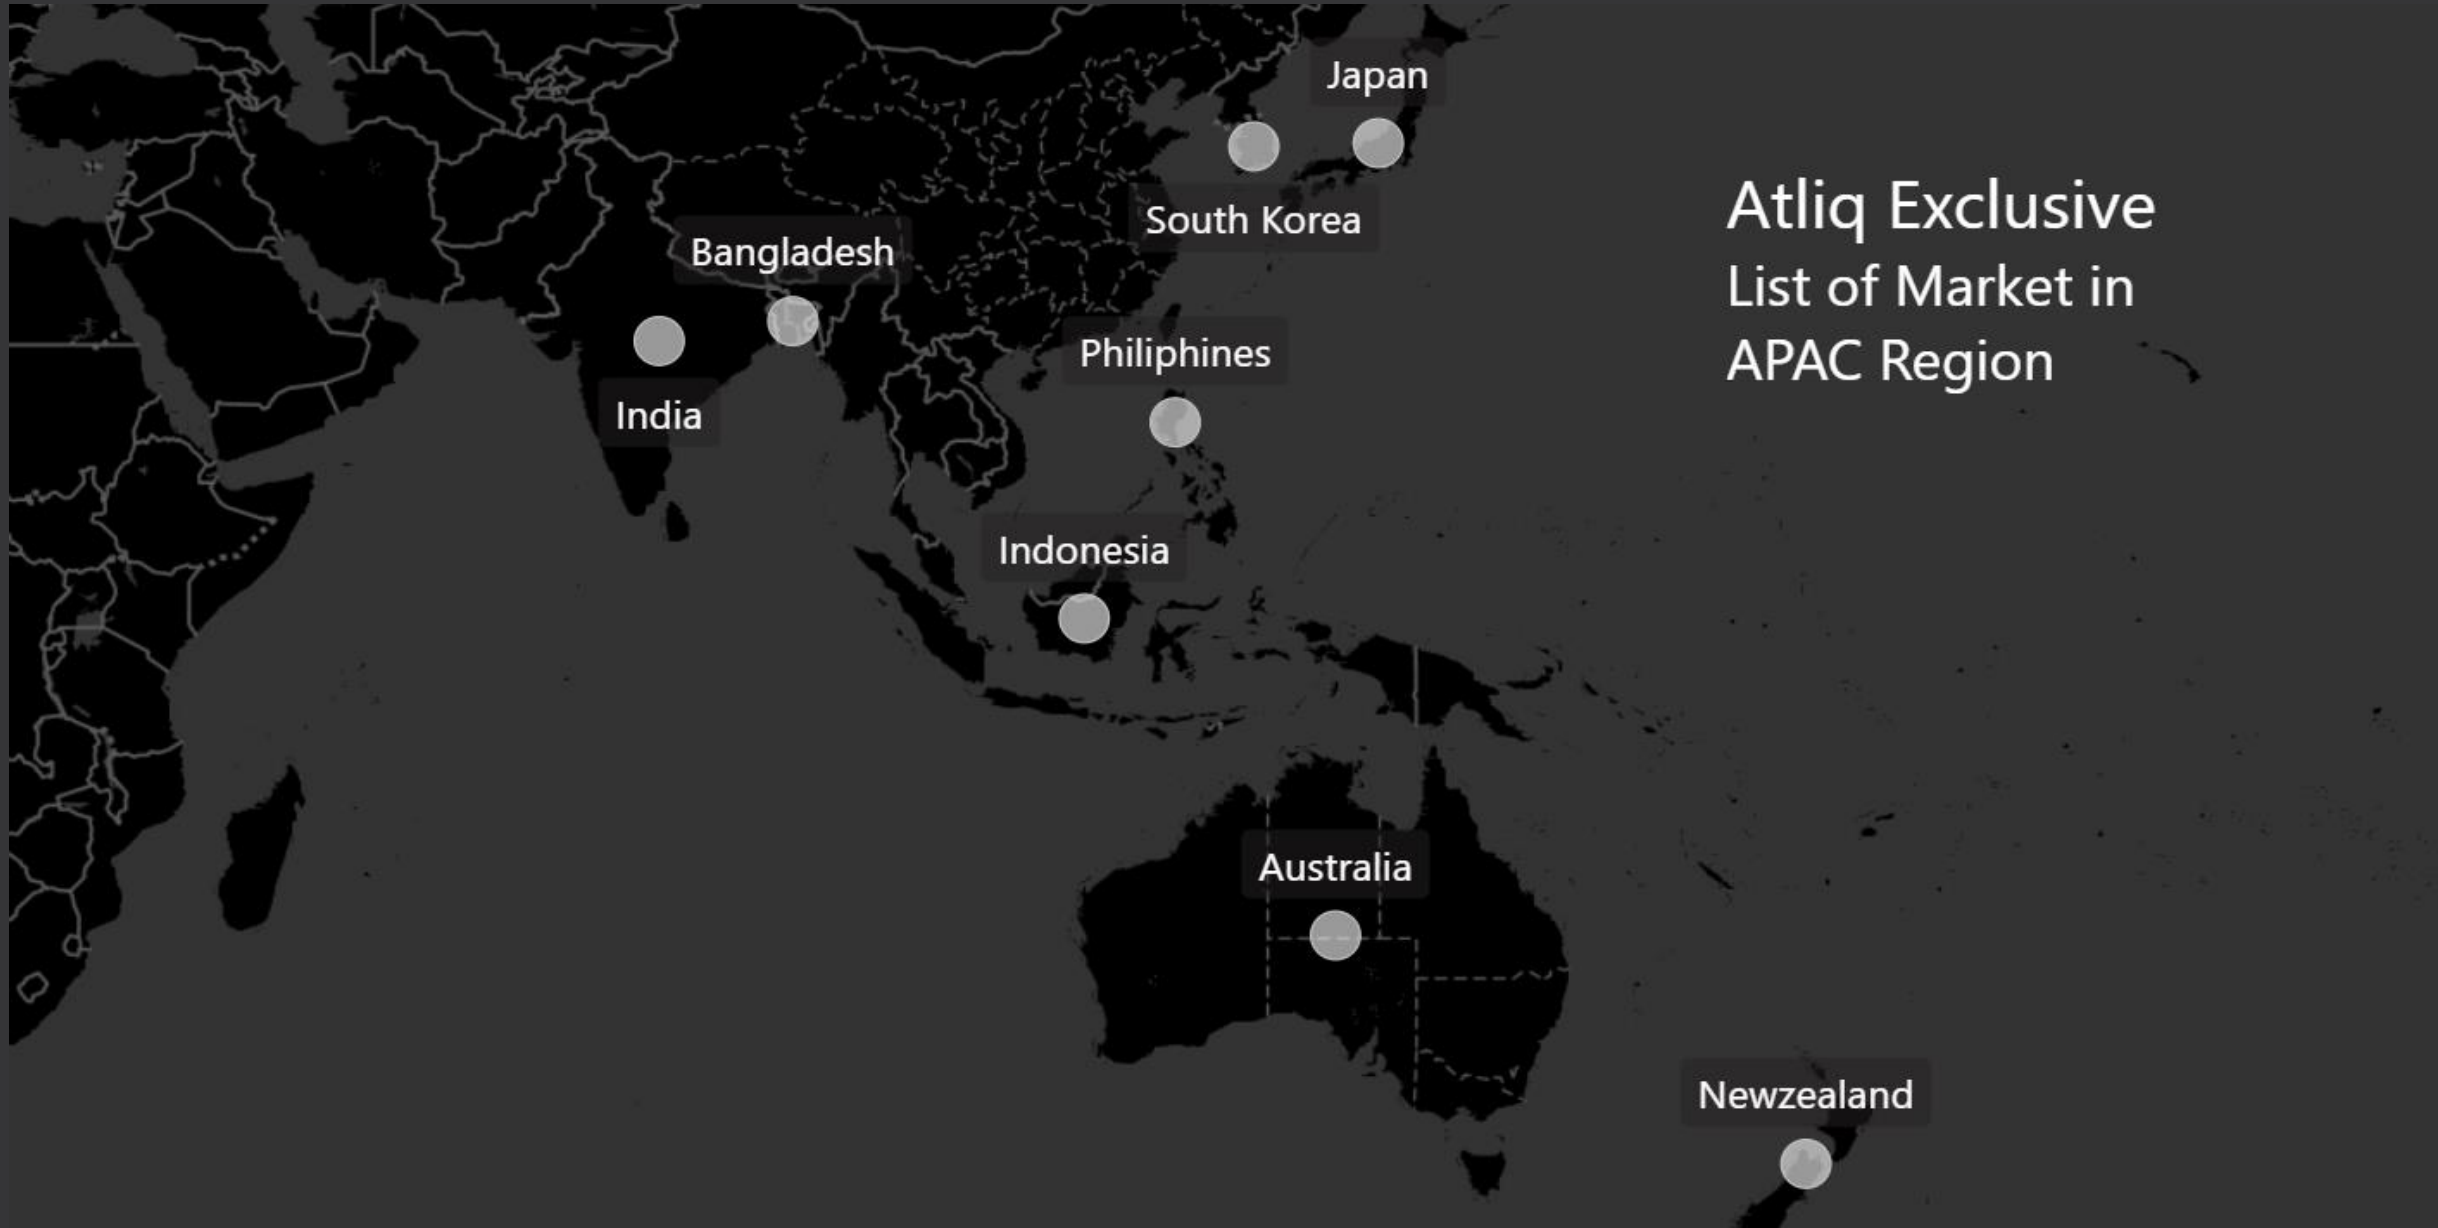 Japan
South Korea
Bangladesh
India
Philiphines
Indonesia
Australia
Newzealand
Atliq Exclusive
List of Market in
APAC Region